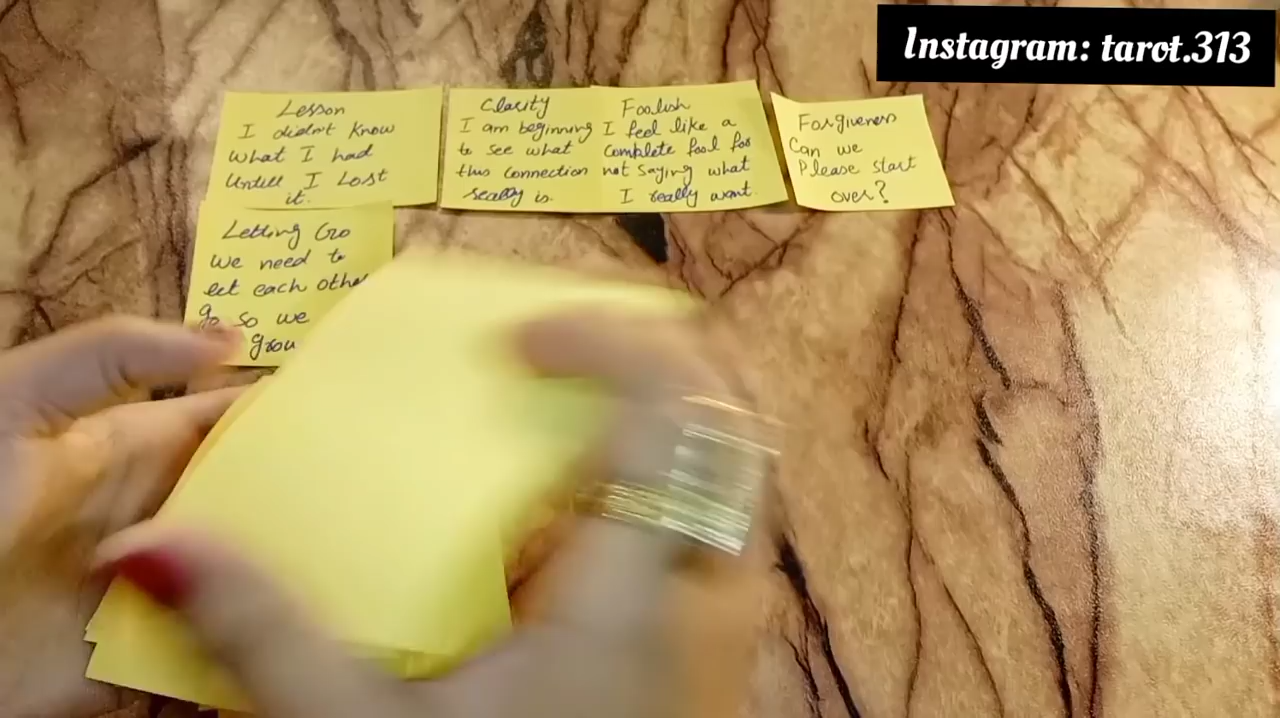 Instagram: tarot.313
Lesson
I didn't know
what I had
Untill I Lost
it.
Clarity
I am beginning
to see what
this connection
really is.
Foolish
I feel like a
Complete fool for
not saying what
I really want.
Forgiveness
Can we
Please start
over?
Letting Go
we need to
let each
go so we